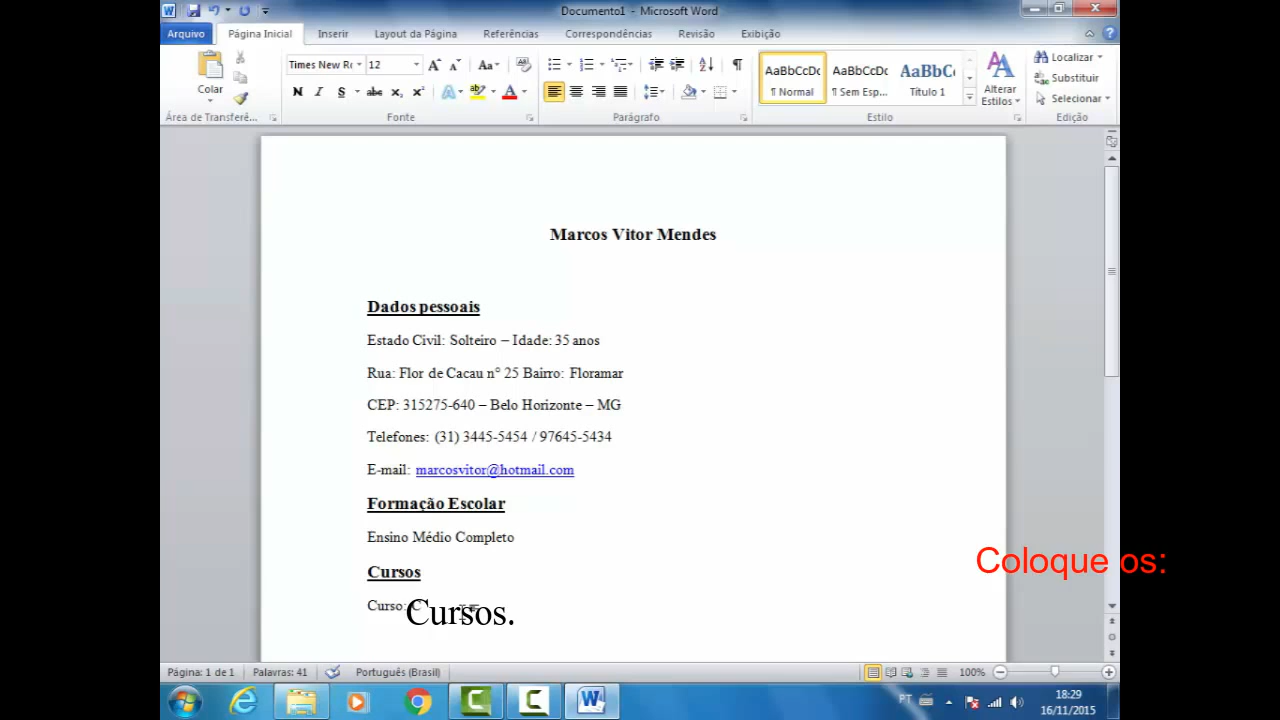 Documento1 - Microsoft Word
Arquivo Página Inicial Inserir Layout da Página Referências Correspondências Revisão Exibição
Times New Ro 12 Aa AaBbCcDc AaBbCcDc AaBbC Localizar
Substituir
Colar N I S abc x₂ x² A ¶ Normal ¶ Sem Esp... Título 1 Alterar Estilos Selecionar
Área de Transferê... Fonte Parágrafo Estilo Edição
Marcos Vitor Mendes
Dados pessoais
Estado Civil: Solteiro – Idade: 35 anos
Rua: Flor de Cacau n° 25 Bairro: Floramar
CEP: 315275-640 – Belo Horizonte – MG
Telefones: (31) 3445-5454 / 97645-5434
E-mail: marcosvitor@hotmail.com
Formação Escolar
Ensino Médio Completo
Coloque os:
Cursos
Curso: C
Cursos.
Página: 1 de 1 Palavras: 41 Português (Brasil) 100%
PT 18:29
16/11/2015